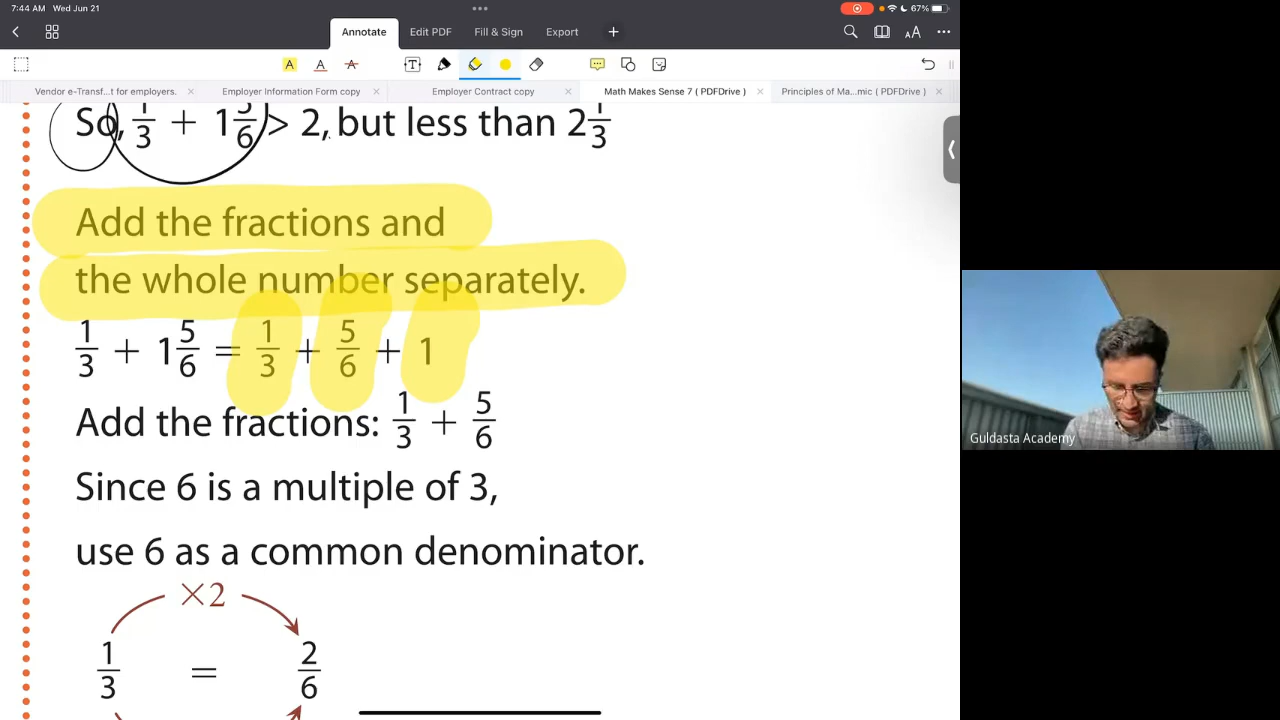 7:44 AM Wed Jun 21
67%
Annotate Edit PDF Fill & Sign Export +
Vendor e-Transf...t for employers. × Employer Information Form copy × Employer Contract copy × Math Makes Sense 7 ( PDFDrive ) × Principles of Ma...mic ( PDFDrive ) ×
So, 1/3 + 1 5/6 > 2, but less than 2 1/3
Add the fractions and
the whole number separately.
1/3 + 1 5/6 = 1/3 + 5/6 + 1
Add the fractions: 1/3 + 5/6
Since 6 is a multiple of 3,
use 6 as a common denominator.
×2
1/3 = 2/6
Guldasta Academy